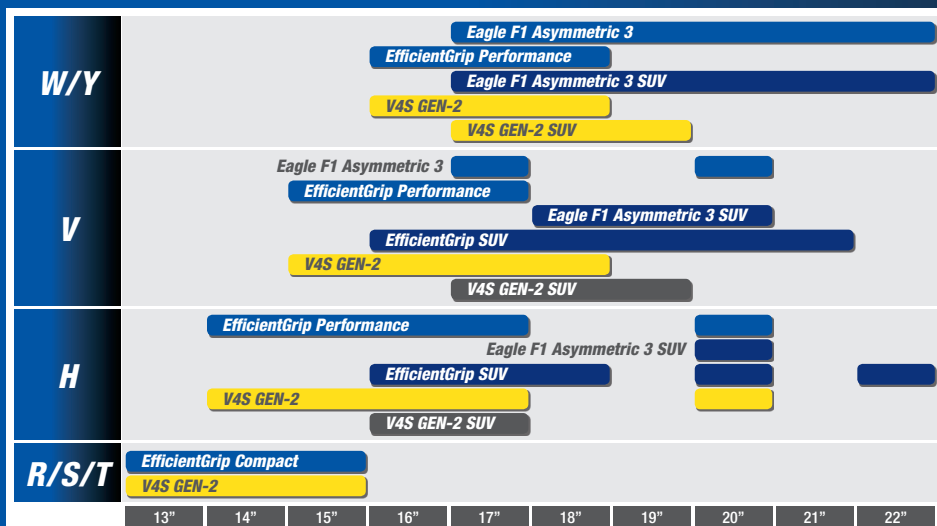 W/Y
Eagle F1 Asymmetric 3
EfficientGrip Performance
Eagle F1 Asymmetric 3 SUV
V4S GEN-2
V4S GEN-2 SUV
V
Eagle F1 Asymmetric 3
EfficientGrip Performance
Eagle F1 Asymmetric 3 SUV
EfficientGrip SUV
V4S GEN-2
V4S GEN-2 SUV
H
EfficientGrip Performance
Eagle F1 Asymmetric 3 SUV
EfficientGrip SUV
V4S GEN-2
V4S GEN-2 SUV
R/S/T
EfficientGrip Compact
V4S GEN-2
13” 14” 15” 16” 17” 18” 19” 20” 21” 22”